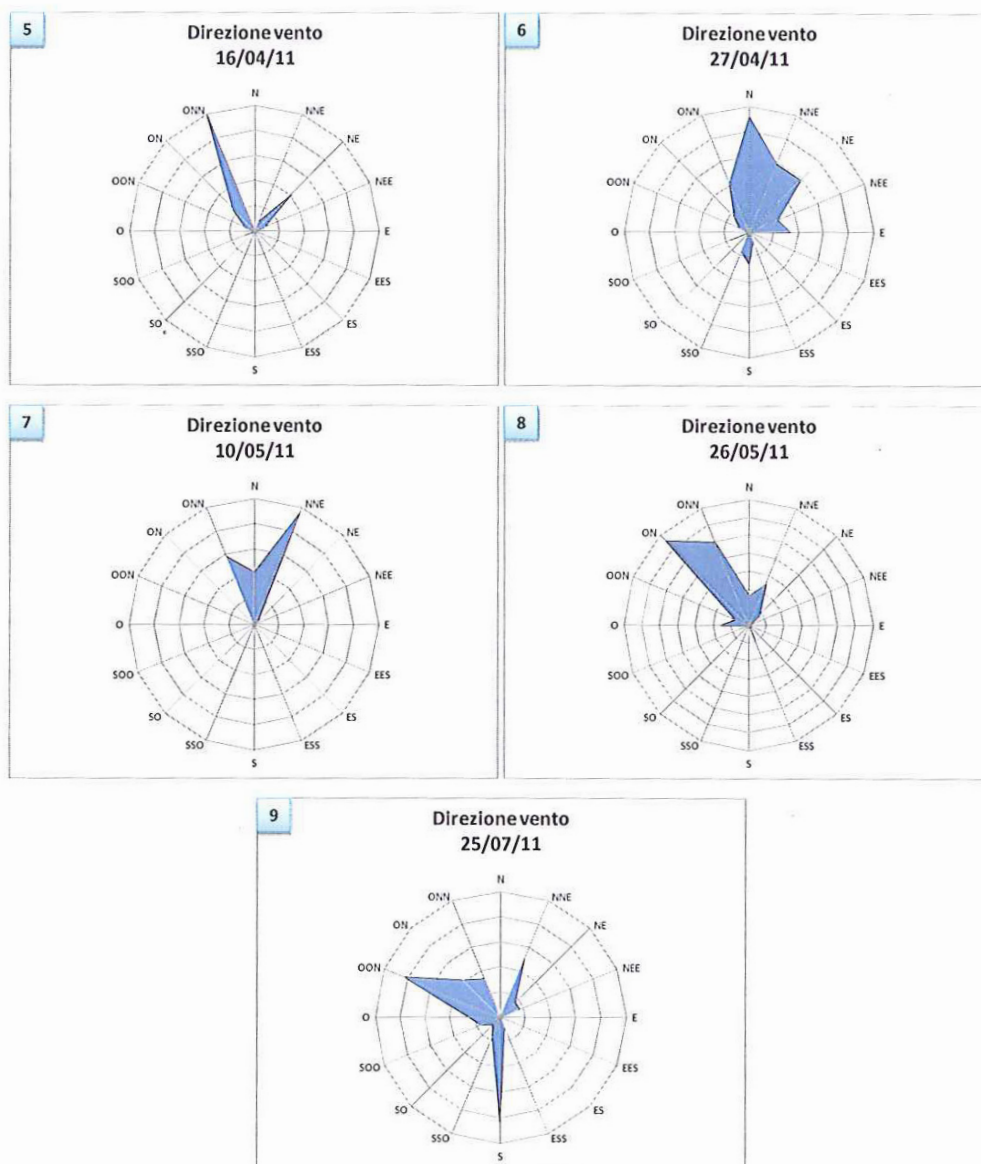 5
Direzione vento
16/04/11
N
NNE
NE
NEE
E
EES
ES
ESS
S
SSO
SO
SOO
O
OON
ON
ONN
6
Direzione vento
27/04/11
N
NNE
NE
NEE
E
EES
ES
ESS
S
SSO
SO
SOO
O
OON
ON
ONN
7
Direzione vento
10/05/11
N
NNE
NE
NEE
E
EES
ES
ESS
S
SSO
SO
SOO
O
OON
ON
ONN
8
Direzione vento
26/05/11
N
NNE
NE
NEE
E
EES
ES
ESS
S
SSO
SO
SOO
O
OON
ON
ONN
9
Direzione vento
25/07/11
N
NNE
NE
NEE
E
EES
ES
ESS
S
SSO
SO
SOO
O
OON
ON
ONN